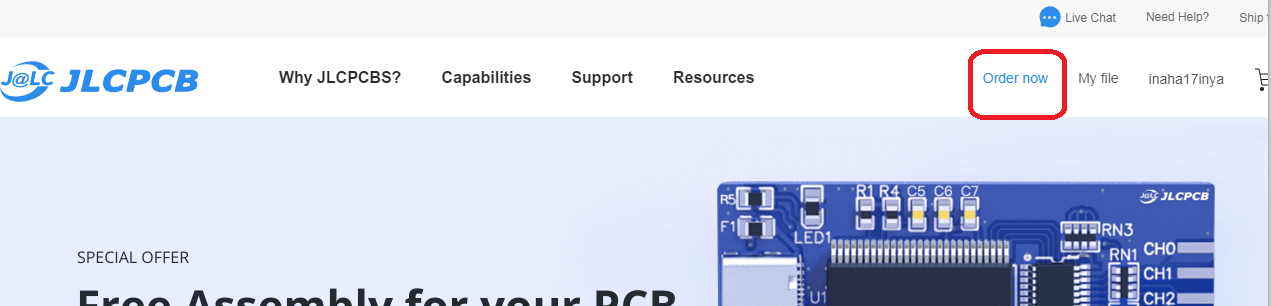 Live Chat Need Help? Ship
J@LC JLCPCB Why JLCPCBS? Capabilities Support Resources Order now My file inaha17inya
R5 R1 R4 C5 C6 C7 J@LC JLCPCB
F1 LED1 RN3
CH0
SPECIAL OFFER RN1
CH1
Free Assembly for your PCB U1 CH2